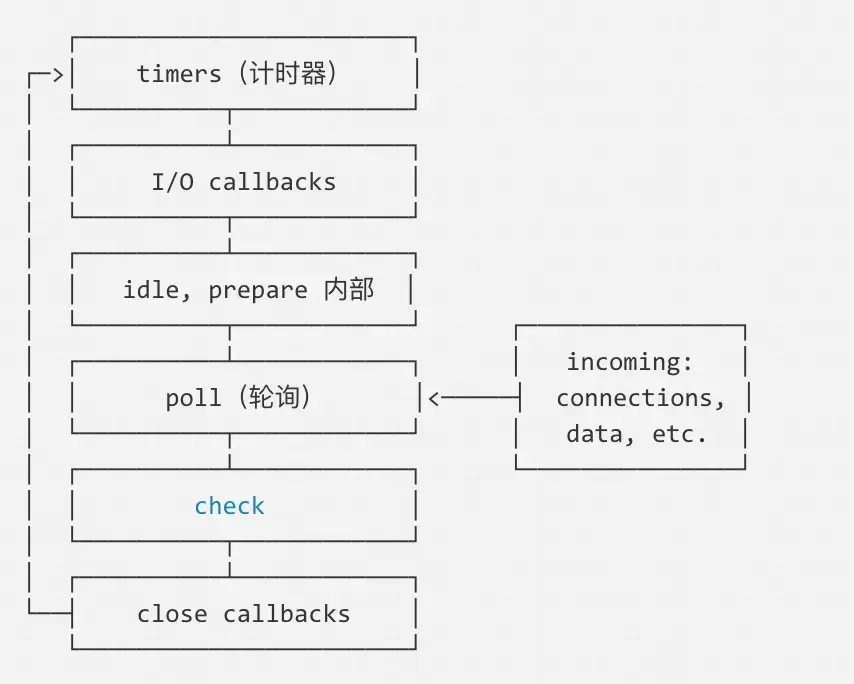 timers（计时器）
I/O callbacks
idle, prepare 内部
poll（轮询）
incoming:
connections,
data, etc.
check
close callbacks